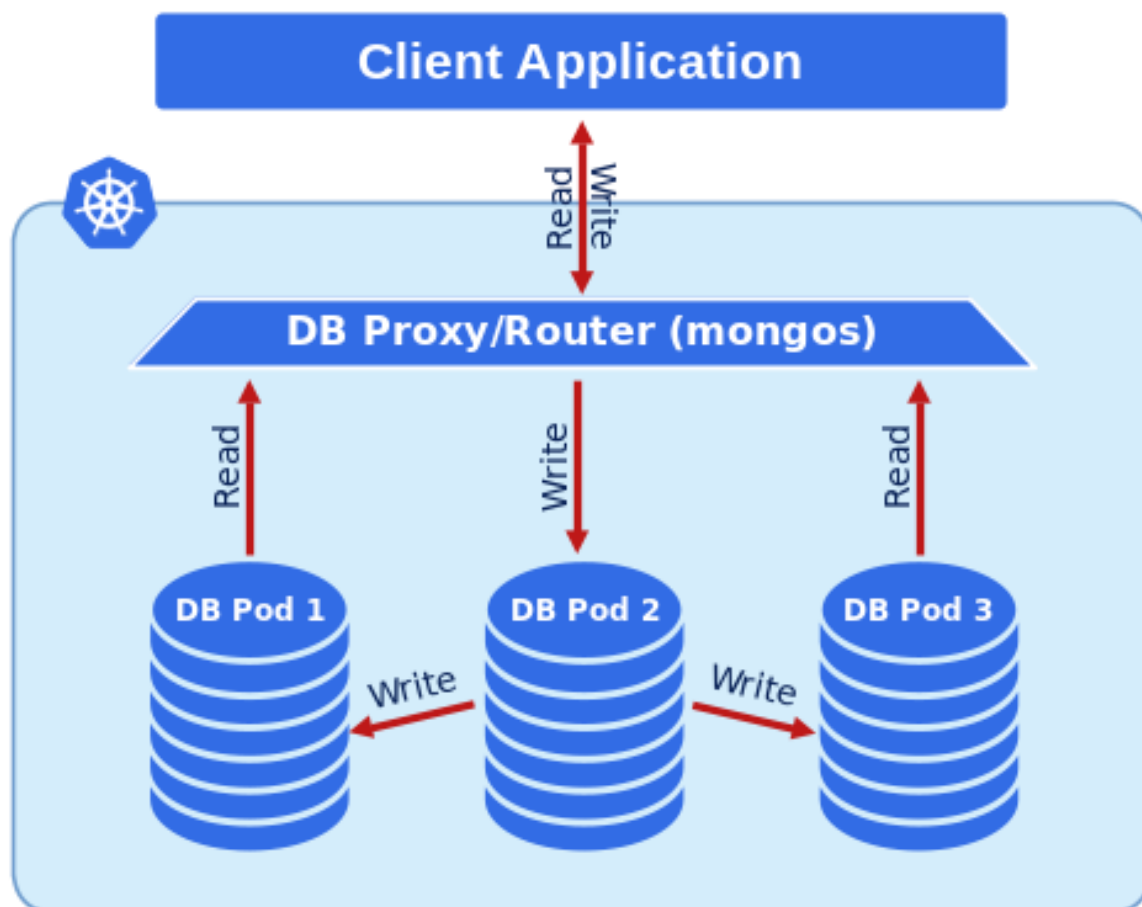 Client Application
Read
Write
DB Proxy/Router (mongos)
Read
Write
Read
DB Pod 1
DB Pod 2
DB Pod 3
Write
Write